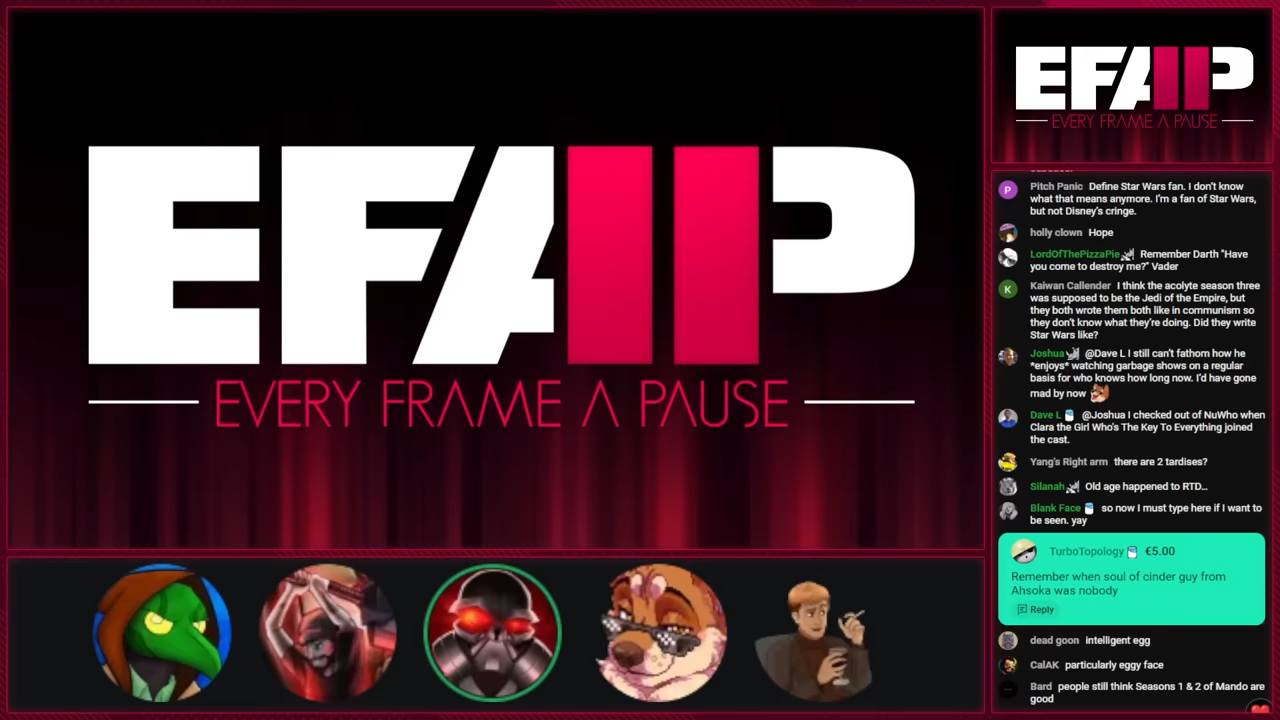 EFAP
EVERY FRAME A PAUSE
EFAP
EVERY FRAME A PAUSE
P
Pitch Panic Define Star Wars fan. I don't know
what that means anymore. I'm a fan of Star Wars,
but not Disney's cringe.
holly clown Hope
LordOfThePizzaPie Remember Darth "Have
you come to destroy me?" Vader
K
Kaiwan Callender I think the acolyte season three
was supposed to be the Jedi of the Empire, but
they both wrote them both like in communism so
they don't know what they're doing. Did they write
Star Wars like?
Joshua @Dave L I still can't fathom how he
*enjoys* watching garbage shows on a regular
basis for who knows how long now. I'd have gone
mad by now
Dave L @Joshua I checked out of NuWho when
Clara the Girl Who's The Key To Everything joined
the cast.
Yang's Right arm there are 2 tardises?
Silanah Old age happened to RTD...
Blank Face so now I must type here if I want to
be seen. yay
TurboTopology €5.00
Remember when soul of cinder guy from
Ahsoka was nobody
Reply
dead goon intelligent egg
CalAK particularly eggy face
Bard people still think Seasons 1 & 2 of Mando are
good